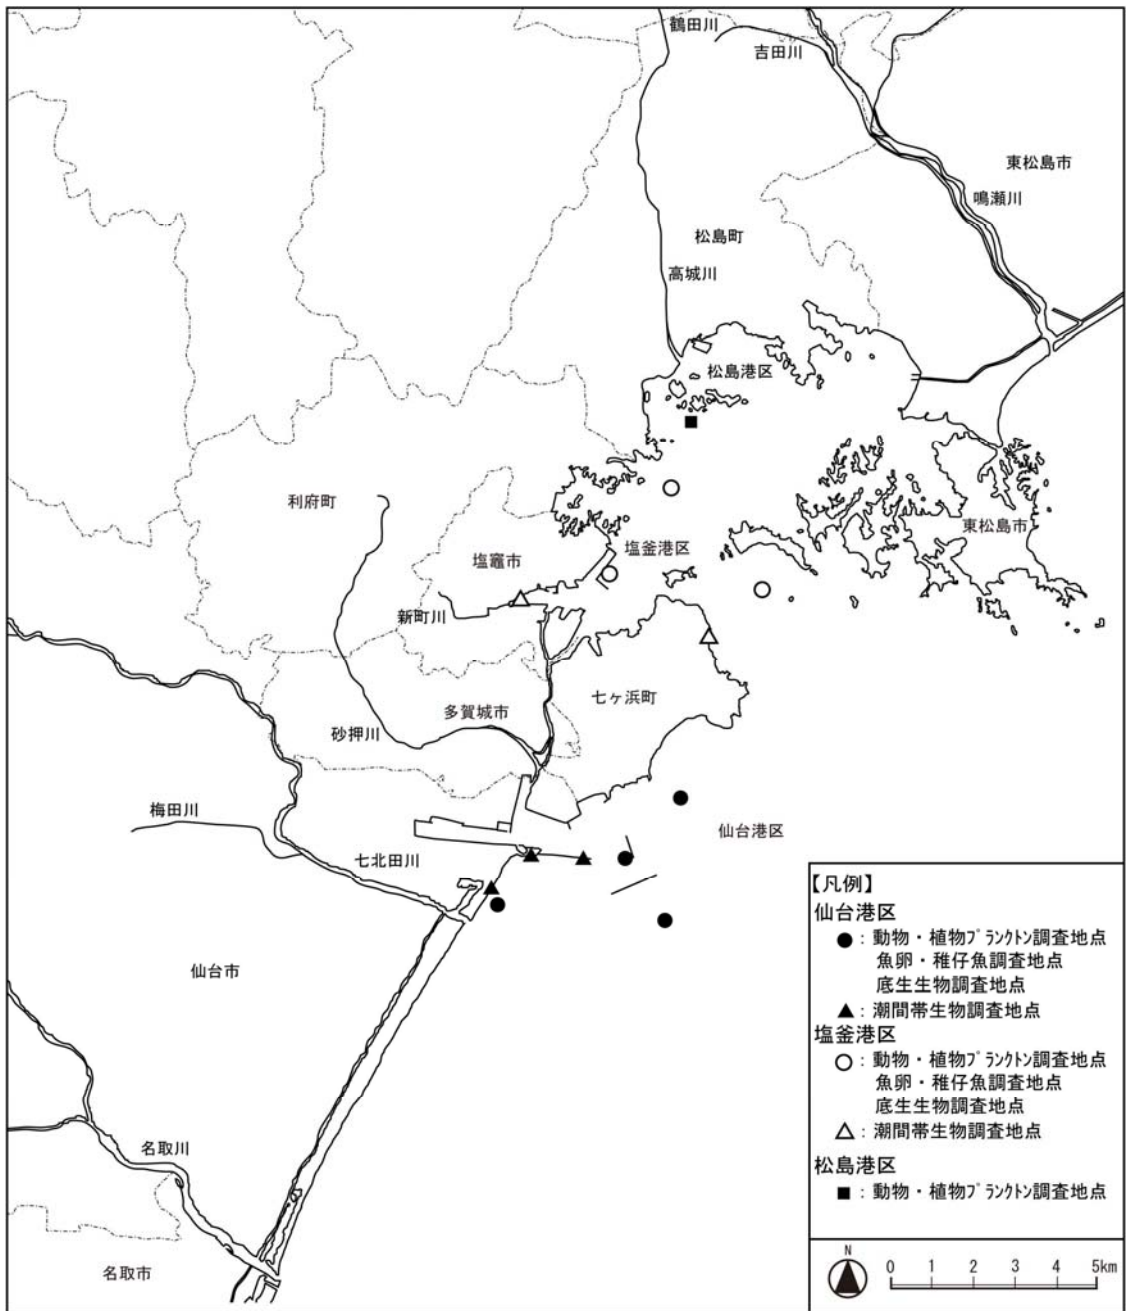 鶴田川
吉田川
東松島市
鳴瀬川
松島町
高城川
松島港区
利府町
東松島市
塩竈市
塩釜港区
新町川
七ヶ浜町
多賀城市
砂押川
梅田川
仙台港区
七北田川
仙台市
名取川
名取市
【凡例】
仙台港区
●：動物・植物プランクトン調査地点
魚卵・稚仔魚調査地点
底生生物調査地点
▲：潮間帯生物調査地点
塩釜港区
○：動物・植物プランクトン調査地点
魚卵・稚仔魚調査地点
底生生物調査地点
△：潮間帯生物調査地点
松島港区
■：動物・植物プランクトン調査地点
N
0 1 2 3 4 5km